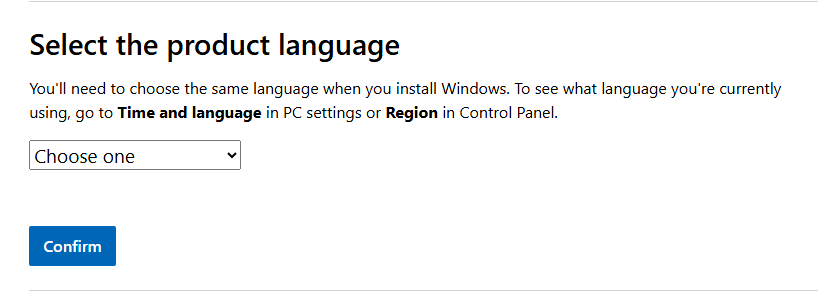 Select the product language
You'll need to choose the same language when you install Windows. To see what language you're currently
using, go to Time and language in PC settings or Region in Control Panel.
Choose one
Confirm